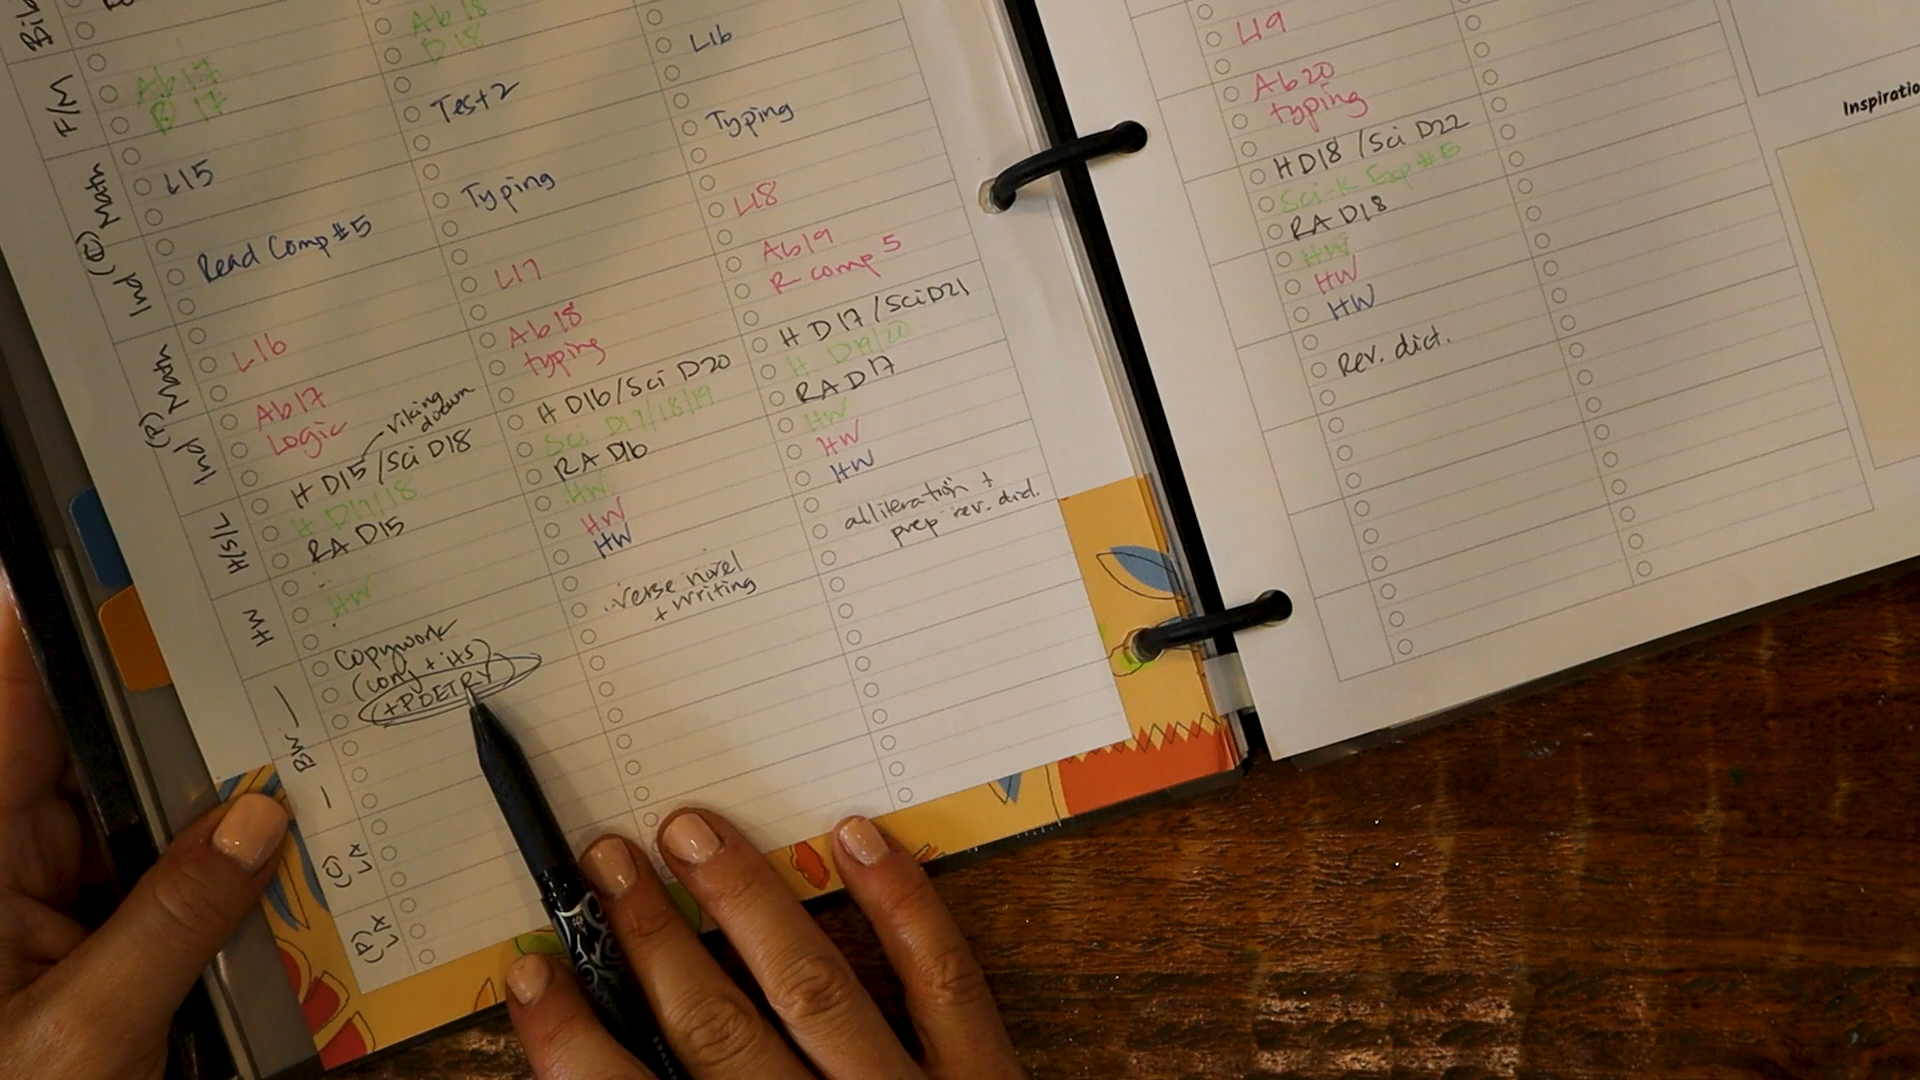 F/M
Ab 17
D 17
Ab 18
D 18
L16
Math
L15
Test 2
Typing
Ind (E)
Read Comp #5
Typing
L18
Math
L16
L17
Ab19
R-comp 5
Ind (P)
Ab 17
Logic
viking
Ab 18
typing
H D15/Sci D18
H D16/Sci D20
H D17/Sci D21
H/S/L
H D17/18
Sci D17/18/19
H D19/20
RA D15
RA D16
RA D17
HW
HW
HW
HW
HW
HW
HW
HW
BW
Copywork
(conj + its)
(+POETRY)
verse novel
+ writing
alliteration +
prep rev. dict.
(J)
LA
(P)
LA
L19
Ab20
typing
H D18 /Sci D22
Sci-K Exp #5
RA D18
HW
HW
HW
Rev. dict.
Inspiratio